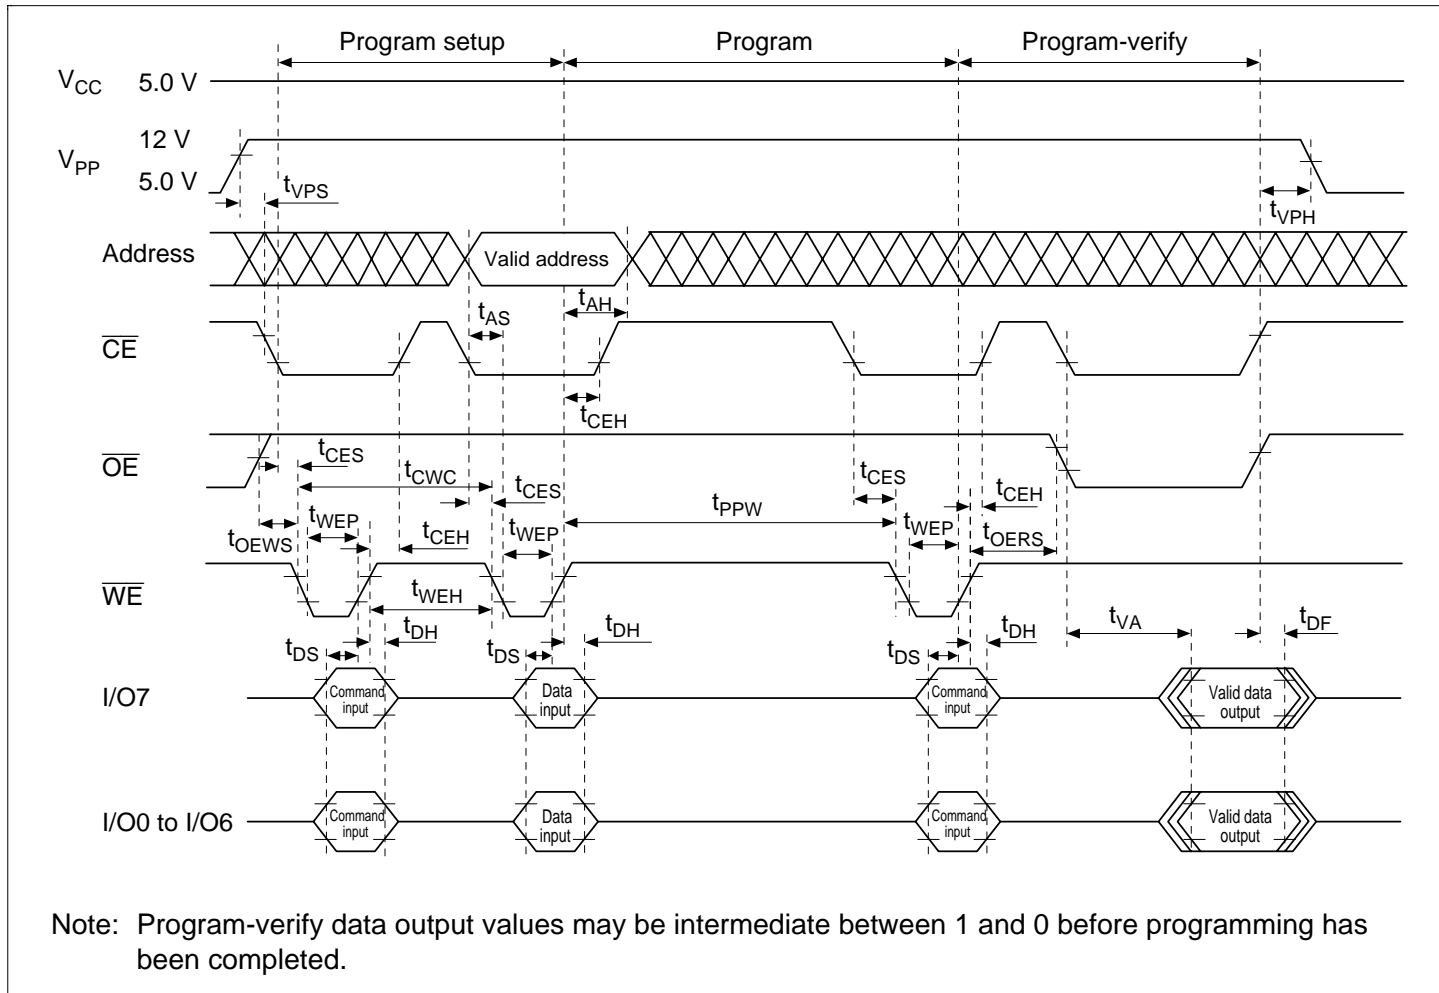 Program setup Program Program-verify
VCC 5.0 V
VPP 12 V
5.0 V
tVPS
tVPH
Address Valid address
tAH
tAS
CE
tCEH
OE
tCES
tCWC
tCES
tCES
tCEH
tPPW
tWEP
tOEWS
tCEH
tWEP
tWEP
tOERS
WE
tWEH
tDH
tDH
tDH
tVA
tDF
tDS
tDS
tDS
I/O7
Command input
Data input
Command input
Valid data output
I/O0 to I/O6
Command input
Data input
Command input
Valid data output
Note: Program-verify data output values may be intermediate between 1 and 0 before programming has
been completed.